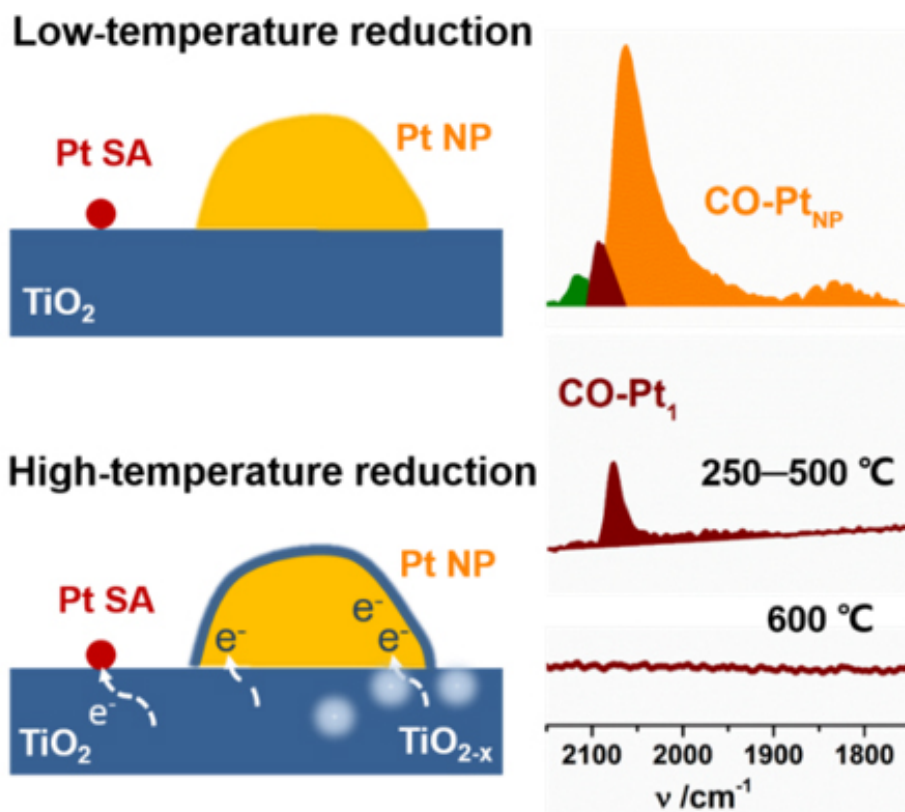 Low-temperature reduction
Pt SA
Pt NP
TiO₂
CO-Pt_NP
CO-Pt₁
250—500 ℃
High-temperature reduction
Pt SA
Pt NP
e⁻
e⁻
e⁻
e⁻
TiO₂
TiO₂₋ₓ
600 ℃
2100 2000 1900 1800
ν /cm⁻¹